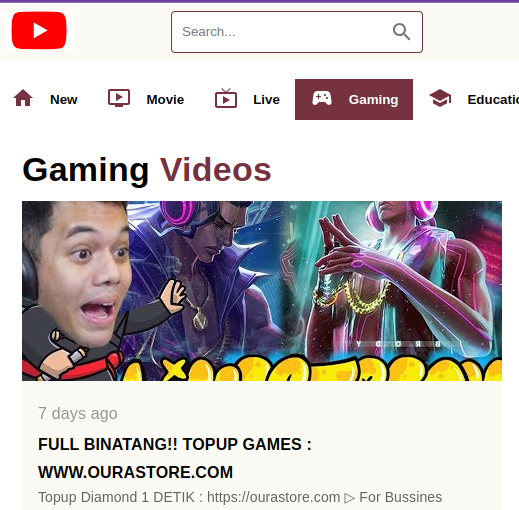 Search...
New
Movie
Live
Gaming
Educatio
Gaming Videos
7 days ago
FULL BINATANG!! TOPUP GAMES :
WWW.OURASTORE.COM
Topup Diamond 1 DETIK : https://ourastore.com ▷ For Bussines